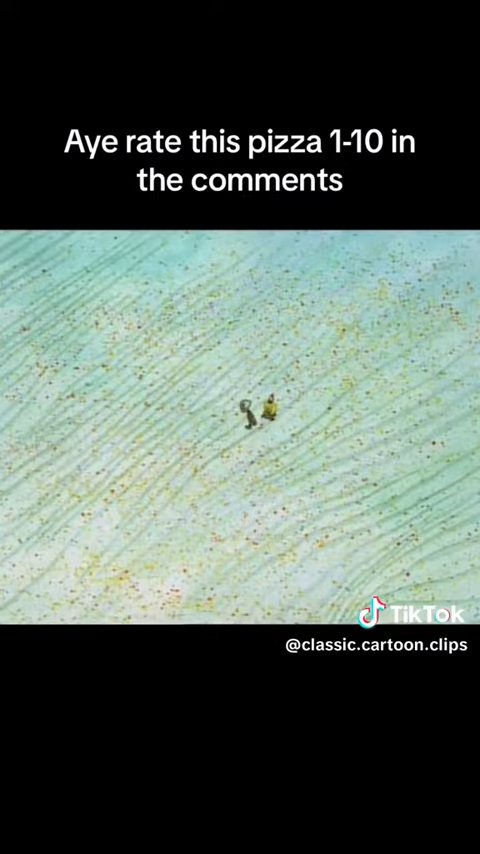 Aye rate this pizza 1-10 in
the comments
TikTok
@classic.cartoon.clips